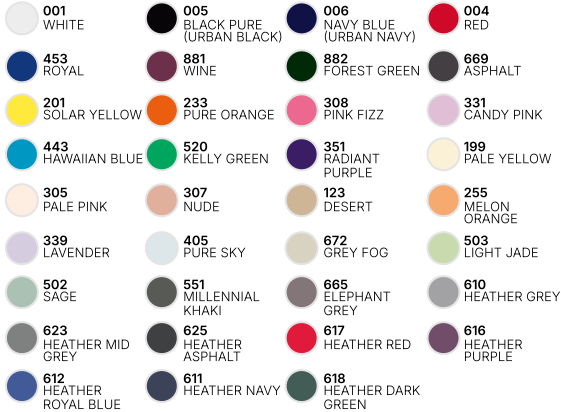 001
WHITE
005
BLACK PURE
(URBAN BLACK)
006
NAVY BLUE
(URBAN NAVY)
004
RED
453
ROYAL
881
WINE
882
FOREST GREEN
669
ASPHALT
201
SOLAR YELLOW
233
PURE ORANGE
308
PINK FIZZ
331
CANDY PINK
443
HAWAIIAN BLUE
520
KELLY GREEN
351
RADIANT
PURPLE
199
PALE YELLOW
305
PALE PINK
307
NUDE
123
DESERT
255
MELON
ORANGE
339
LAVENDER
405
PURE SKY
672
GREY FOG
503
LIGHT JADE
502
SAGE
551
MILLENNIAL
KHAKI
665
ELEPHANT
GREY
610
HEATHER GREY
623
HEATHER MID
GREY
625
HEATHER
ASPHALT
617
HEATHER RED
616
HEATHER
PURPLE
612
HEATHER
ROYAL BLUE
611
HEATHER NAVY
618
HEATHER DARK
GREEN